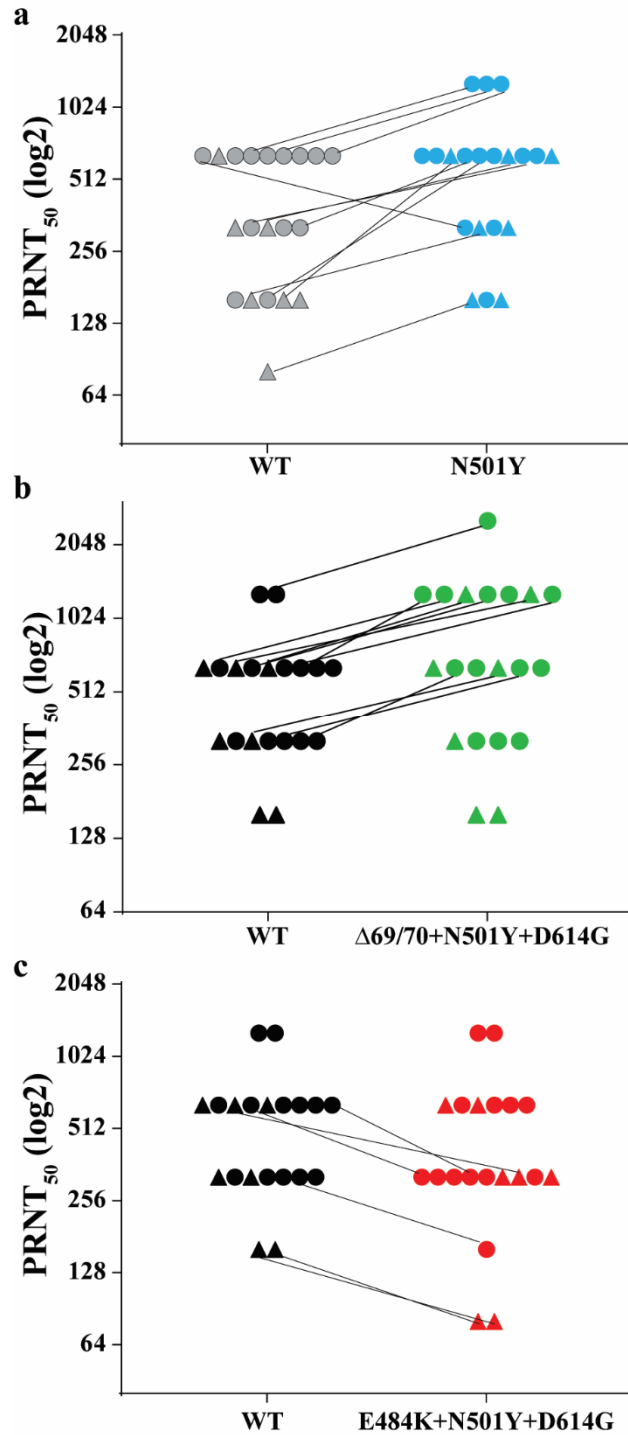 a
2048
1024
512
256
128
64
PRNT50 (log2)
WT
N501Y
b
2048
1024
512
256
128
64
PRNT50 (log2)
WT
Δ69/70+N501Y+D614G
c
2048
1024
512
256
128
64
PRNT50 (log2)
WT
E484K+N501Y+D614G